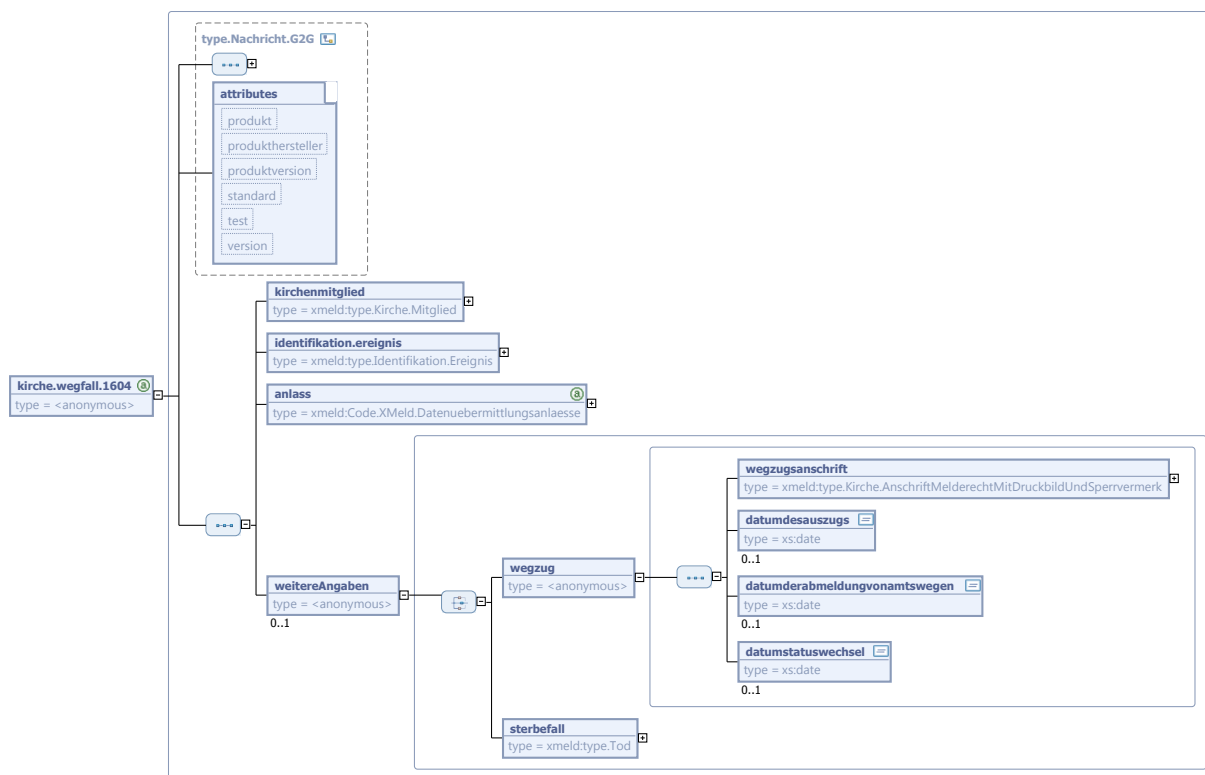 type.Nachricht.G2G
attributes
produkt
produkthersteller
produktversion
standard
test
version
kirchenmitglied
type = xmeld:type.Kirche.Mitglied
identifikation.ereignis
type = xmeld:type.Identifikation.Ereignis
kirche.wegfall.1604 a
type = <anonymous>
anlass a
type = xmeld:Code.XMeld.Datenuebermittlungsanlaesse
wegzugsanschrift
type = xmeld:type.Kirche.AnschriftMelderechtMitDruckbildUndSperrvermerk
datumdesauszugs
type = xs:date
0..1
wegzug
type = <anonymous>
weitereAngaben
type = <anonymous>
0..1
datumderabmeldungvonamtswegen
type = xs:date
0..1
datumstatuswechsel
type = xs:date
0..1
sterbefall
type = xmeld:type.Tod